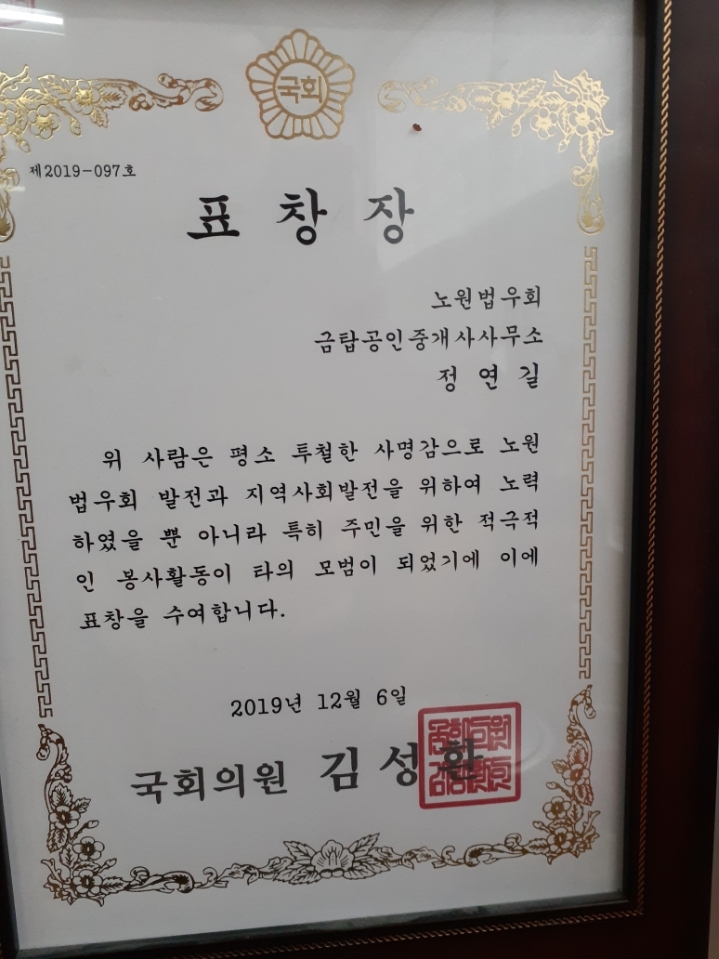 국회
제2019-097호
표 창 장
노원법우회
금탑공인중개사사무소
정 연 길
위 사람은 평소 투철한 사명감으로 노원
법우회 발전과 지역사회발전을 위하여 노력
하였을 뿐 아니라 특히 주민을 위한 적극적
인 봉사활동이 타의 모범이 되었기에 이에
표창을 수여합니다.
2019년 12월 6일
국회의원 김성환